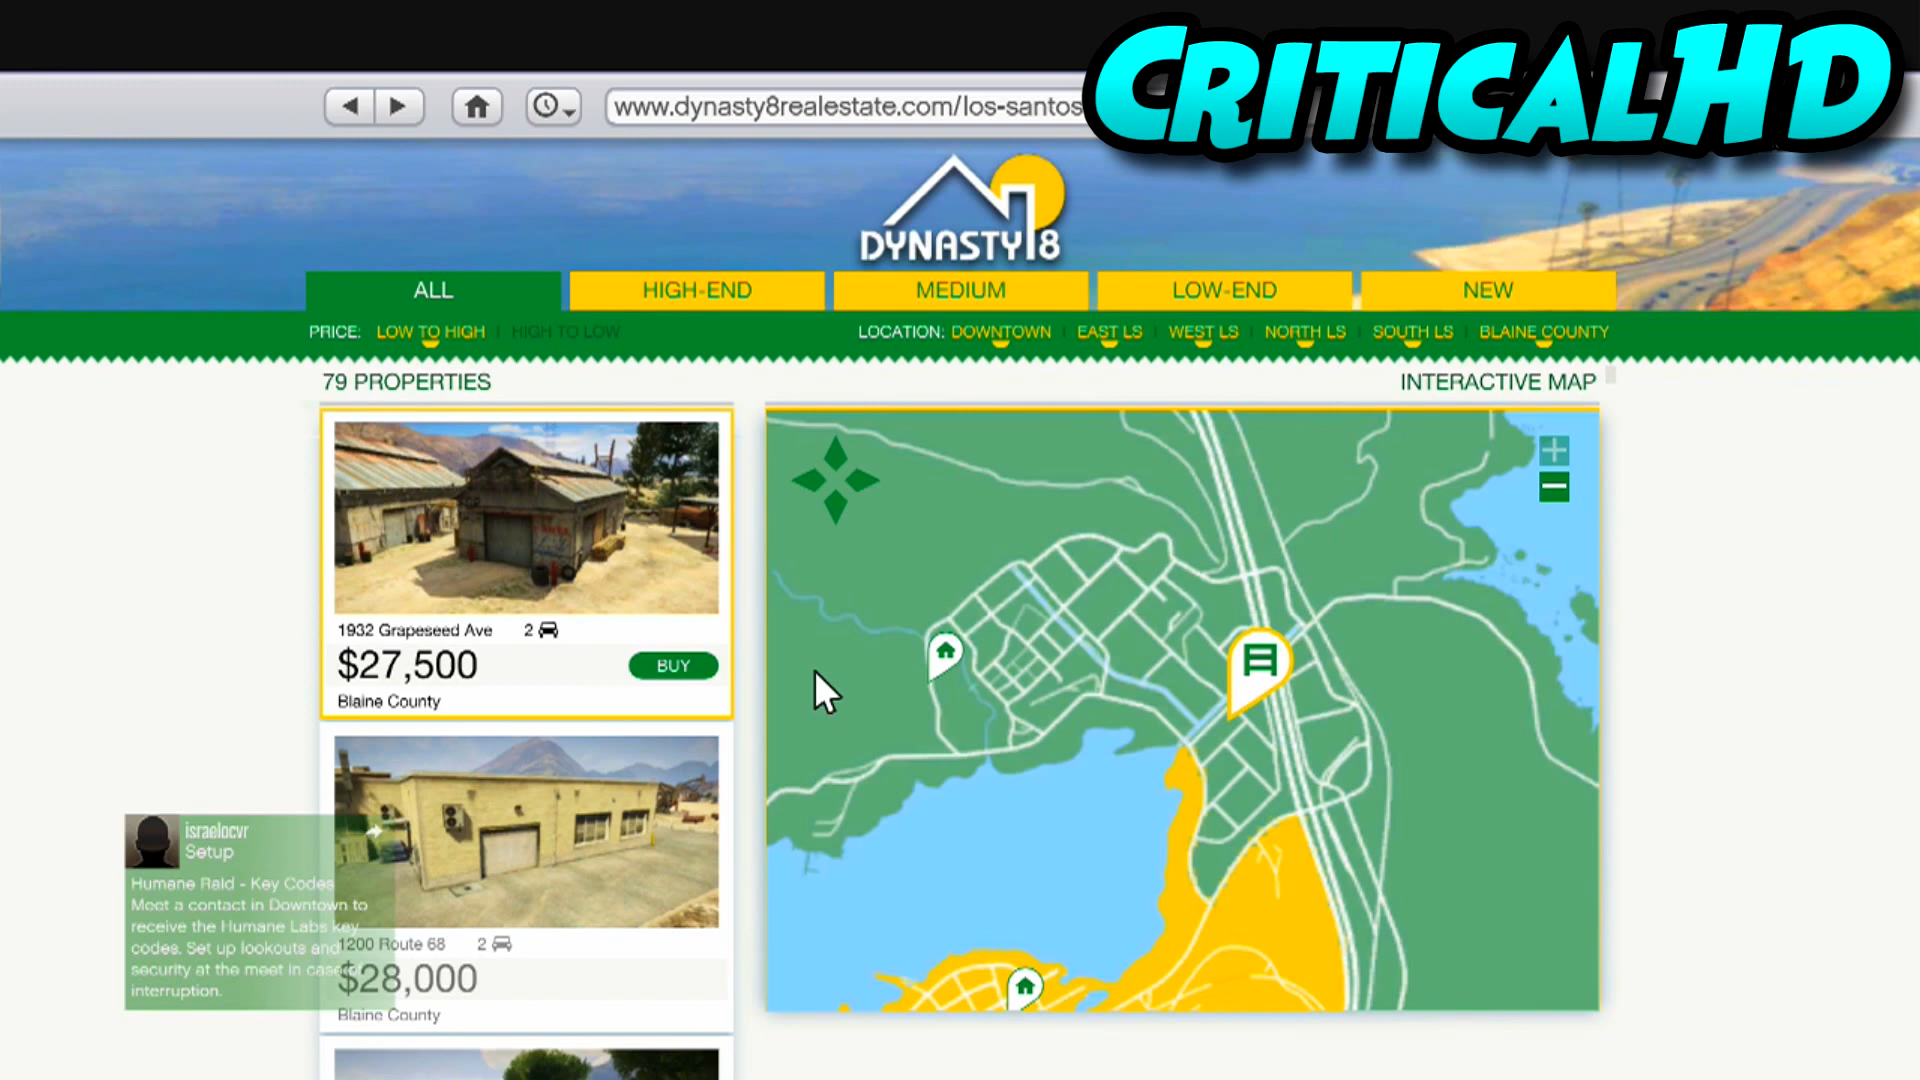 CRITICALHD
www.dynasty8realestate.com/los-santos
DYNASTY 8
ALL
HIGH-END
MEDIUM
LOW-END
NEW
PRICE: LOW TO HIGH | HIGH TO LOW
LOCATION: DOWNTOWN | EAST LS | WEST LS | NORTH LS | SOUTH LS | BLAINE COUNTY
79 PROPERTIES
INTERACTIVE MAP
1932 Grapeseed Ave 2
$27,500
BUY
Blaine County
israelocvr
Setup
Humane Raid - Key Codes
Meet a contact in Downtown to
receive the Humane Labs key
codes. Set up lookouts and
security at the meet in case of
interruption.
1200 Route 68 2
$28,000
Blaine County